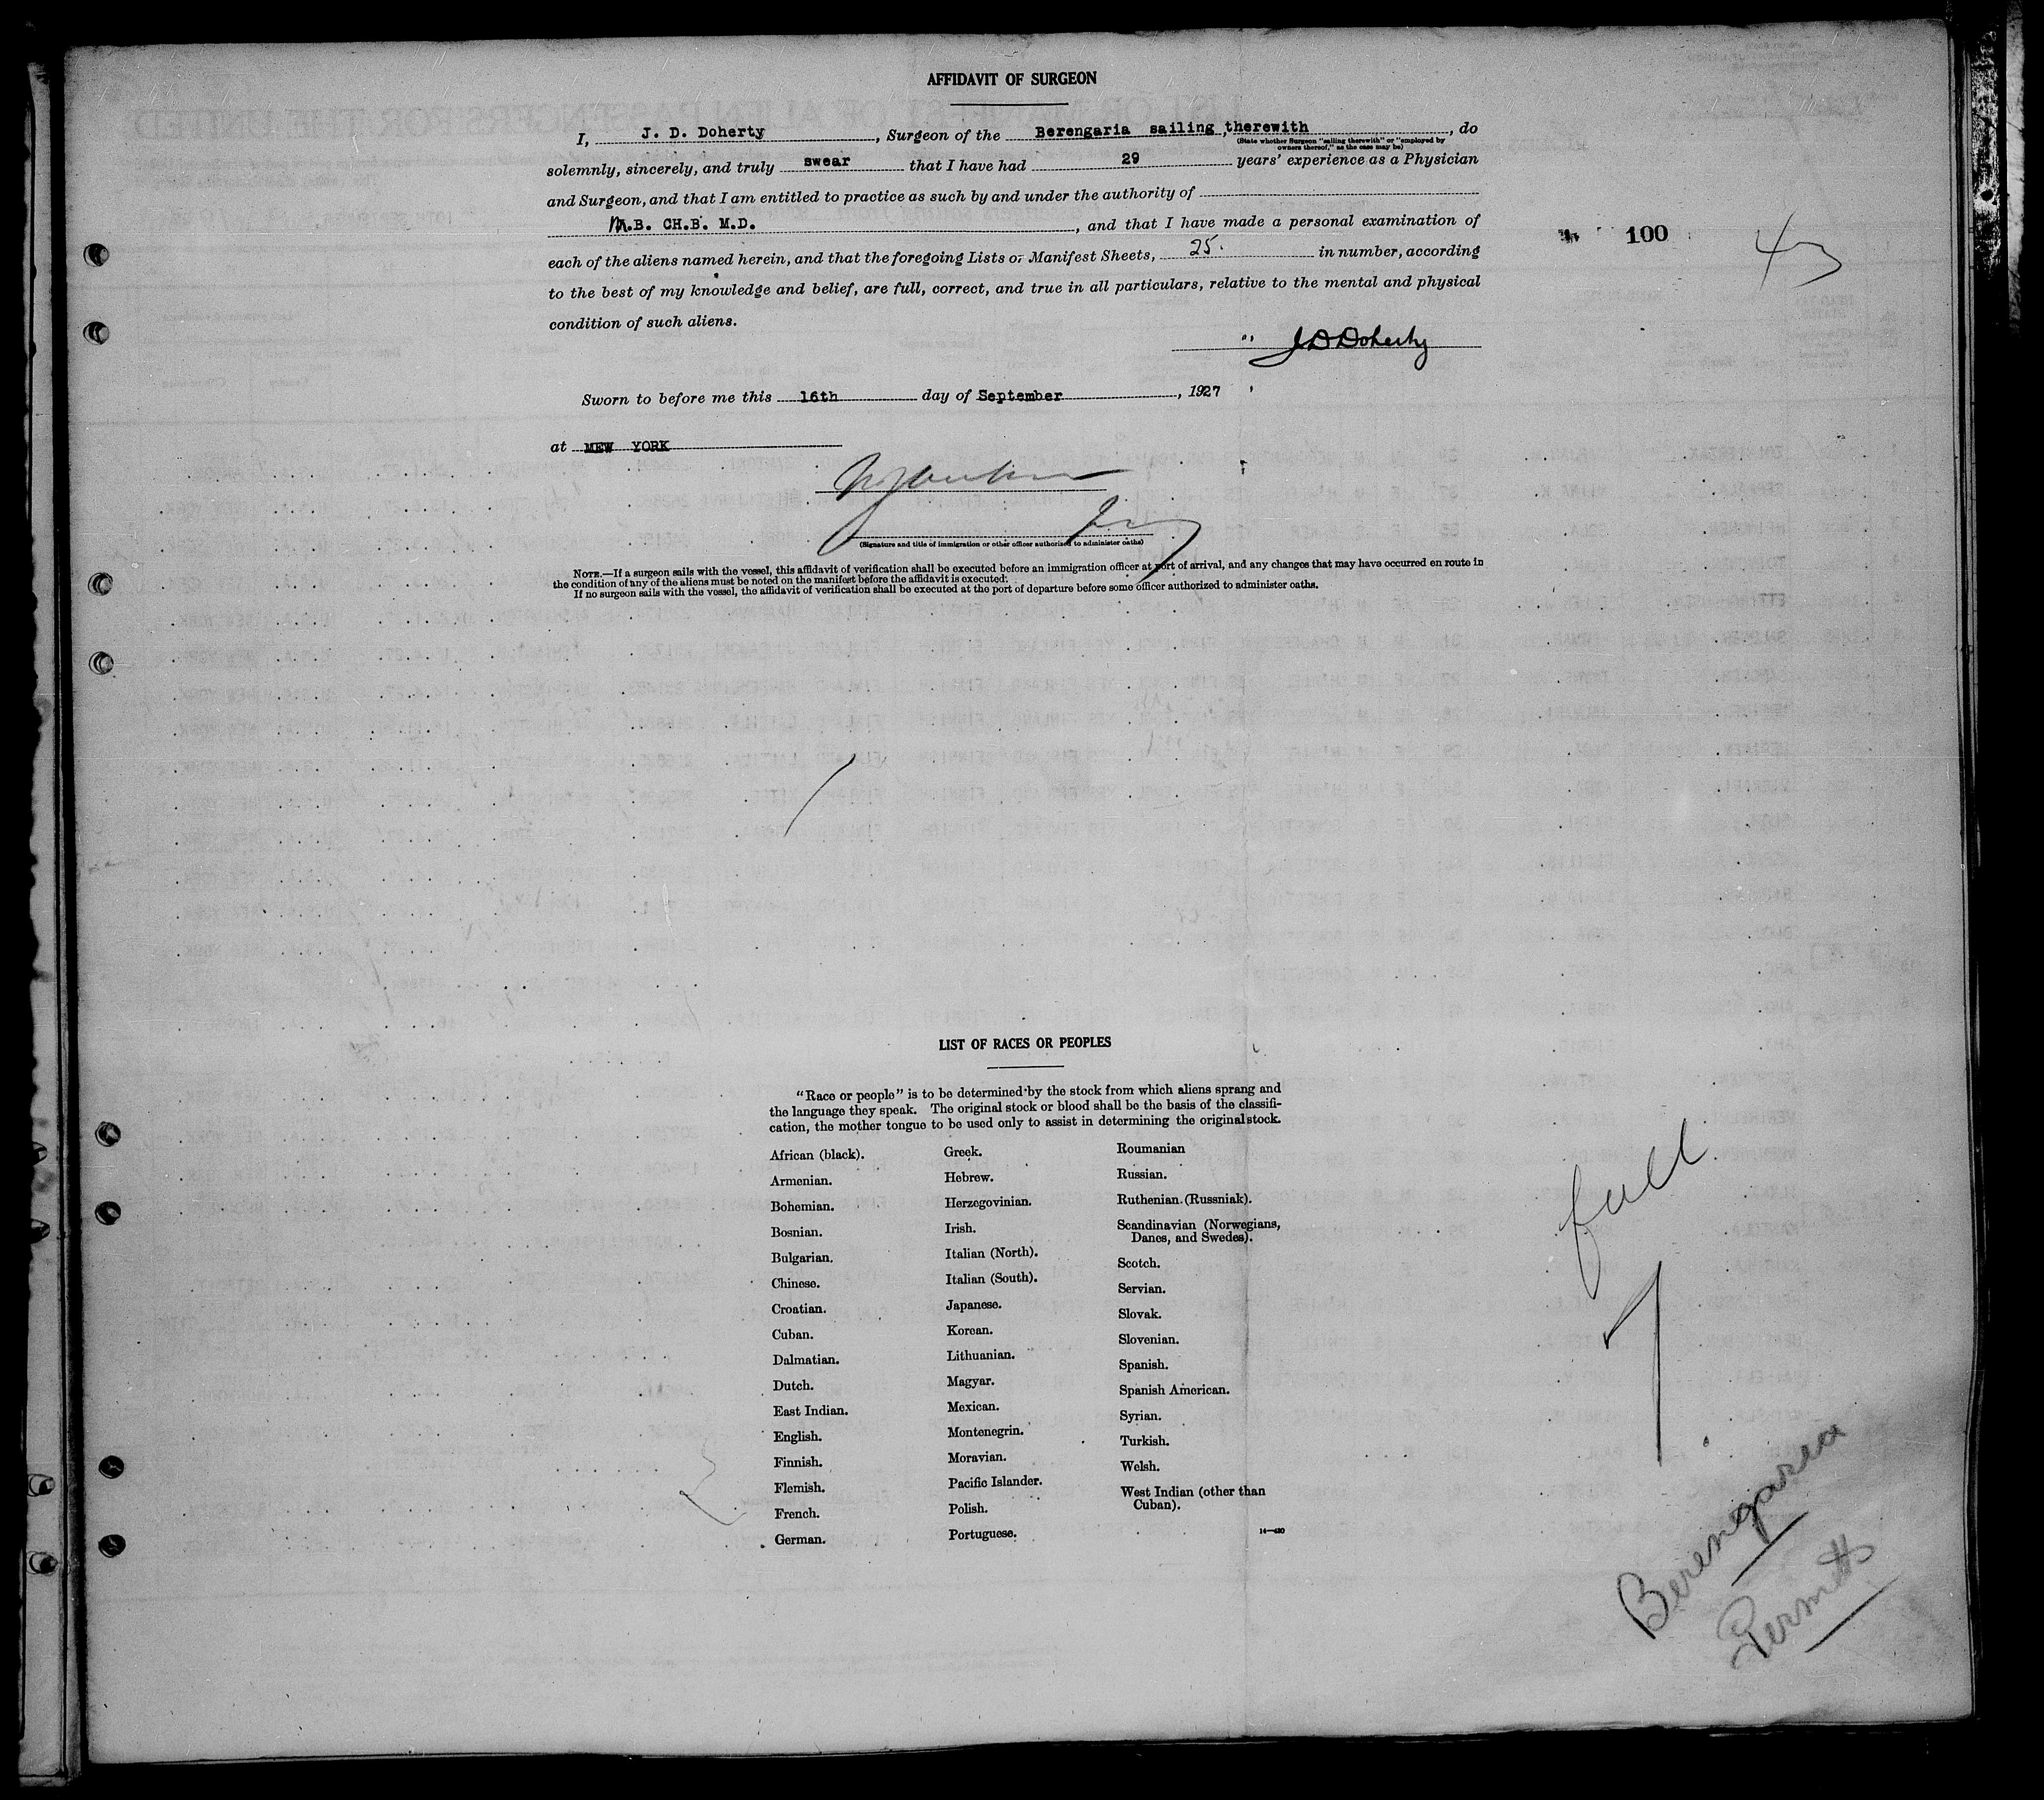 AFFIDAVIT OF SURGEON
I, J. D. Doherty, Surgeon of the Berengaria sailing therewith, do
(State whether Surgeon "sailing therewith" or "employed by
owners thereof," as the case may be)
solemnly, sincerely, and truly swear that I have had 29 years' experience as a Physician
and Surgeon, and that I am entitled to practice as such by and under the authority of
M.B. CH.B. M.D., and that I have made a personal examination of
each of the aliens named herein, and that the foregoing Lists or Manifest Sheets, 25. in number, according
to the best of my knowledge and belief, are full, correct, and true in all particulars, relative to the mental and physical
condition of such aliens.
100
43
JDDoherty
Sworn to before me this 16th day of September, 1927
at MEW YORK
(Signature and title of immigration or other officer authorized to administer oaths)
NOTE.—If a surgeon sails with the vessel, this affidavit of verification shall be executed before an immigration officer at port of arrival, and any changes that may have occurred en route in
the condition of any of the aliens must be noted on the manifest before the affidavit is executed.
If no surgeon sails with the vessel, the affidavit of verification shall be executed at the port of departure before some officer authorized to administer oaths.
LIST OF RACES OR PEOPLES
"Race or people" is to be determined by the stock from which aliens sprang and
the language they speak. The original stock or blood shall be the basis of the classifi-
cation, the mother tongue to be used only to assist in determining the original stock.
African (black).
Armenian.
Bohemian.
Bosnian.
Bulgarian.
Chinese.
Croatian.
Cuban.
Dalmatian.
Dutch.
East Indian.
English.
Finnish.
Flemish.
French.
German.
Greek.
Hebrew.
Herzegovinian.
Irish.
Italian (North).
Italian (South).
Japanese.
Korean.
Lithuanian.
Magyar.
Mexican.
Montenegrin.
Moravian.
Pacific Islander.
Polish.
Portuguese.
Roumanian
Russian.
Ruthenian (Russniak).
Scandinavian (Norwegians,
Danes, and Swedes).
Scotch.
Servian.
Slovak.
Slovenian.
Spanish.
Spanish American.
Syrian.
Turkish.
Welsh.
West Indian (other than
Cuban).
14—430
full
7
Berengaria
Permitts